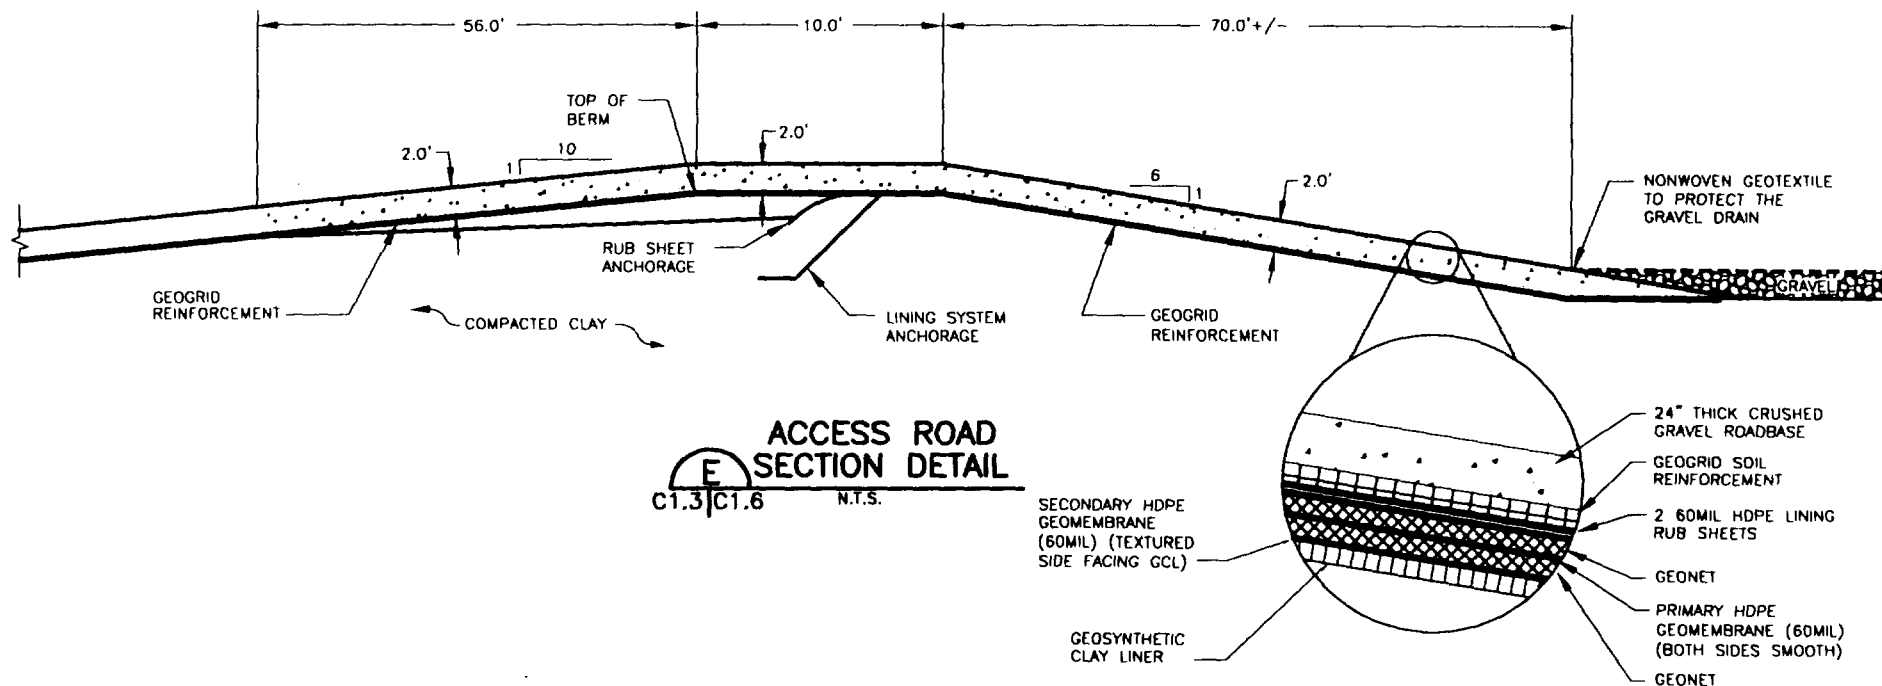 56.0'
10.0'
70.0'+/-
TOP OF
BERM
2.0'
1
10
2.0'
6
1
2.0'
NONWOVEN GEOTEXTILE
TO PROTECT THE
GRAVEL DRAIN
RUB SHEET
ANCHORAGE
GEOGRID
REINFORCEMENT
COMPACTED CLAY
LINING SYSTEM
ANCHORAGE
GEOGRID
REINFORCEMENT
GRAVEL
ACCESS ROAD
SECTION DETAIL
E
C1.3 C1.6
N.T.S.
24" THICK CRUSHED
GRAVEL ROADBASE
GEOGRID SOIL
REINFORCEMENT
2 60MIL HDPE LINING
RUB SHEETS
GEONET
PRIMARY HDPE
GEOMEMBRANE (60MIL)
(BOTH SIDES SMOOTH)
GEONET
SECONDARY HDPE
GEOMEMBRANE
(60MIL) (TEXTURED
SIDE FACING GCL)
GEOSYNTHETIC
CLAY LINER